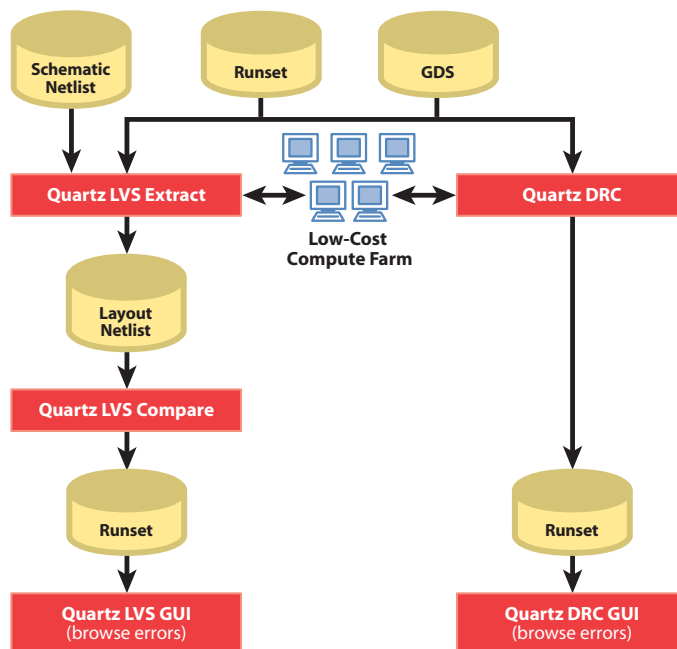 Schematic
Netlist
Runset
GDS
Quartz LVS Extract
Quartz DRC
Low-Cost
Compute Farm
Layout
Netlist
Quartz LVS Compare
Runset
Runset
Quartz LVS GUI
(browse errors)
Quartz DRC GUI
(browse errors)